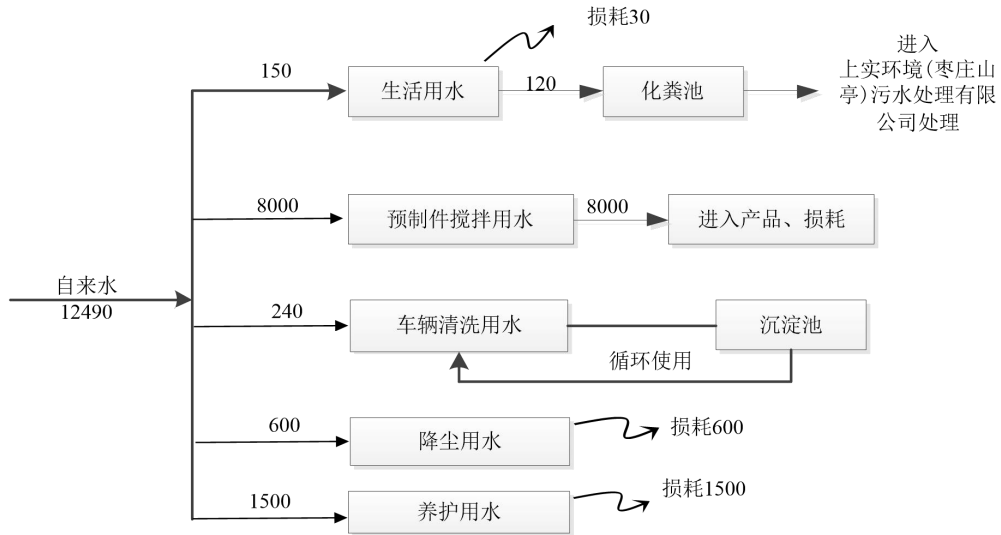 损耗30
150
生活用水
120
化粪池
进入
上实环境(枣庄山
亭)污水处理有限
公司处理
8000
预制件搅拌用水
8000
进入产品、损耗
自来水
12490
240
车辆清洗用水
沉淀池
循环使用
600
降尘用水
损耗600
1500
养护用水
损耗1500